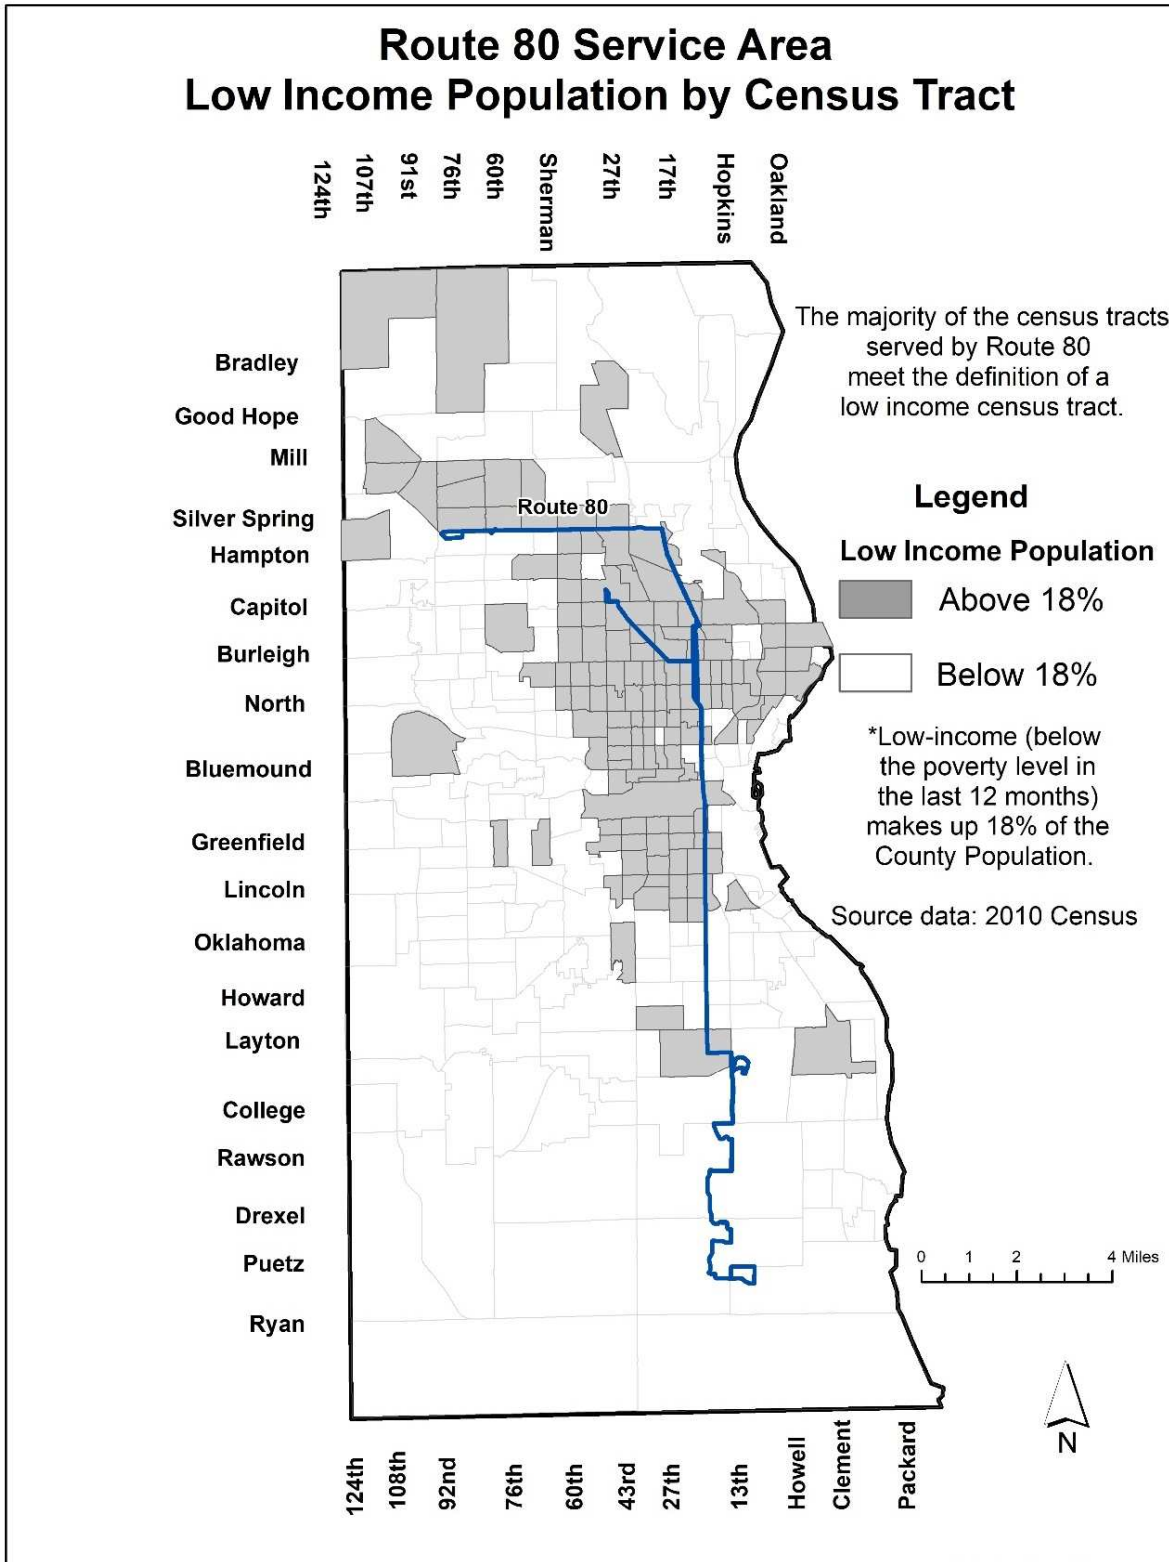 Route 80 Service Area
Low Income Population by Census Tract
124th
107th
91st
76th
60th
Sherman
27th
17th
Hopkins
Oakland
The majority of the census tracts
served by Route 80
meet the definition of a
low income census tract.
Bradley
Good Hope
Mill
Silver Spring
Hampton
Capitol
Burleigh
North
Bluemound
Greenfield
Lincoln
Oklahoma
Howard
Layton
College
Rawson
Drexel
Puetz
Ryan
Route 80
Legend
Low Income Population
Above 18%
Below 18%
*Low-income (below
the poverty level in
the last 12 months)
makes up 18% of the
County Population.
Source data: 2010 Census
0 1 2 4 Miles
N
124th
108th
92nd
76th
60th
43rd
27th
13th
Howell
Clement
Packard